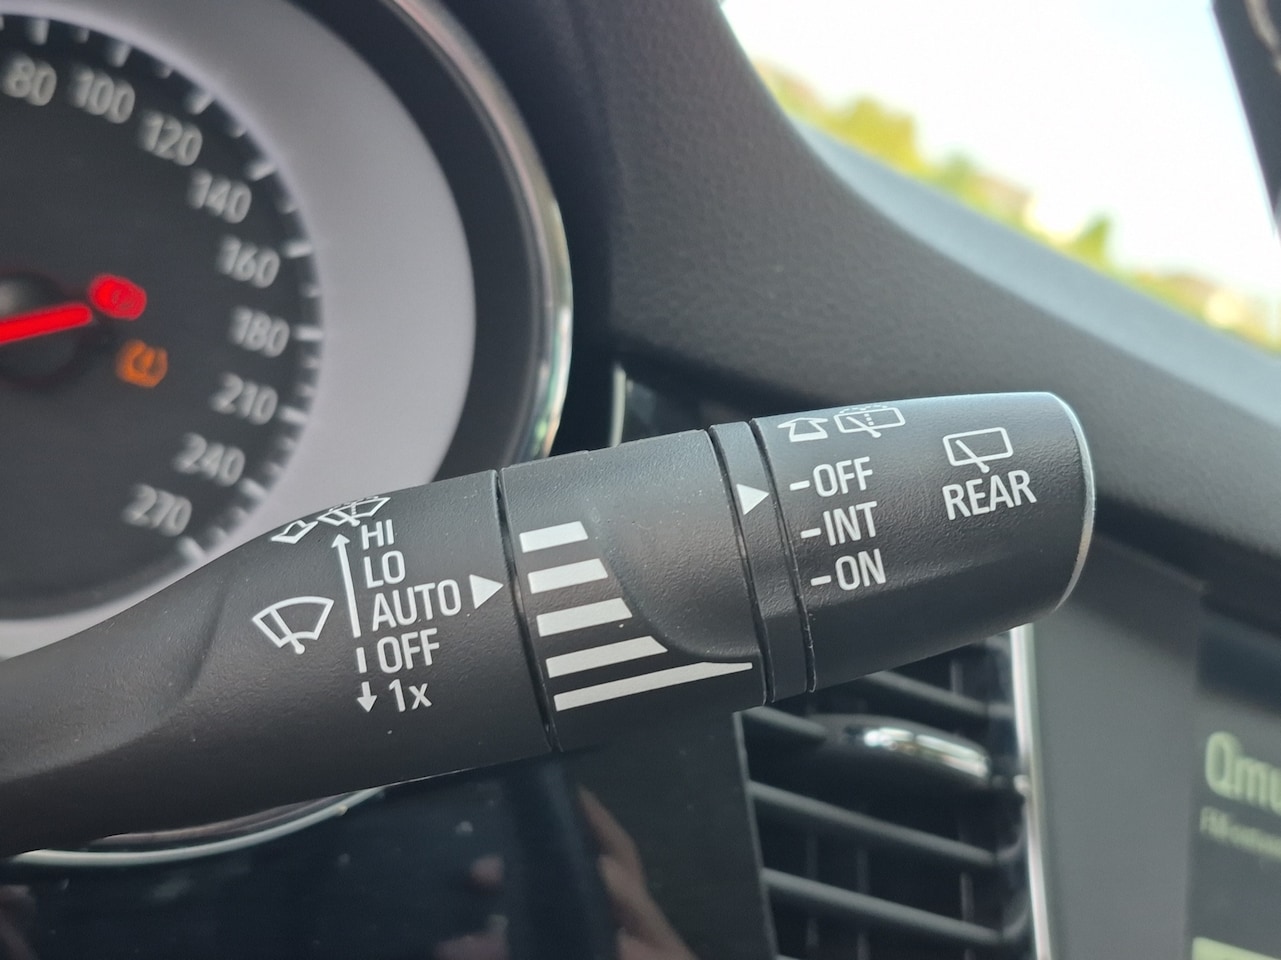 80
100
120
140
160
180
210
240
270
HI
LO
AUTO
OFF
1x
-OFF
-INT
-ON
REAR